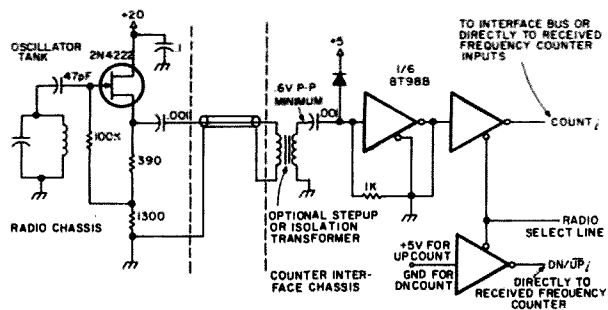 +20
OSCILLATOR
TANK
2N4222
.1
47pF
100K
.001
390
1300
RADIO CHASSIS
.6V P-P
MINIMUM
.001
+5
1/6
8T98B
1K
OPTIONAL STEPUP
OR ISOLATION
TRANSFORMER
COUNTER INTER-
FACE CHASSIS
TO INTERFACE BUS OR
DIRECTLY TO RECEIVED
FREQUENCY COUNTER
INPUTS
COUNT i
RADIO
SELECT LINE
+5V FOR
UPCOUNT
GND FOR
DNCOUNT
DN/UP̅ i
DIRECTLY TO
RECEIVED FREQUENCY
COUNTER